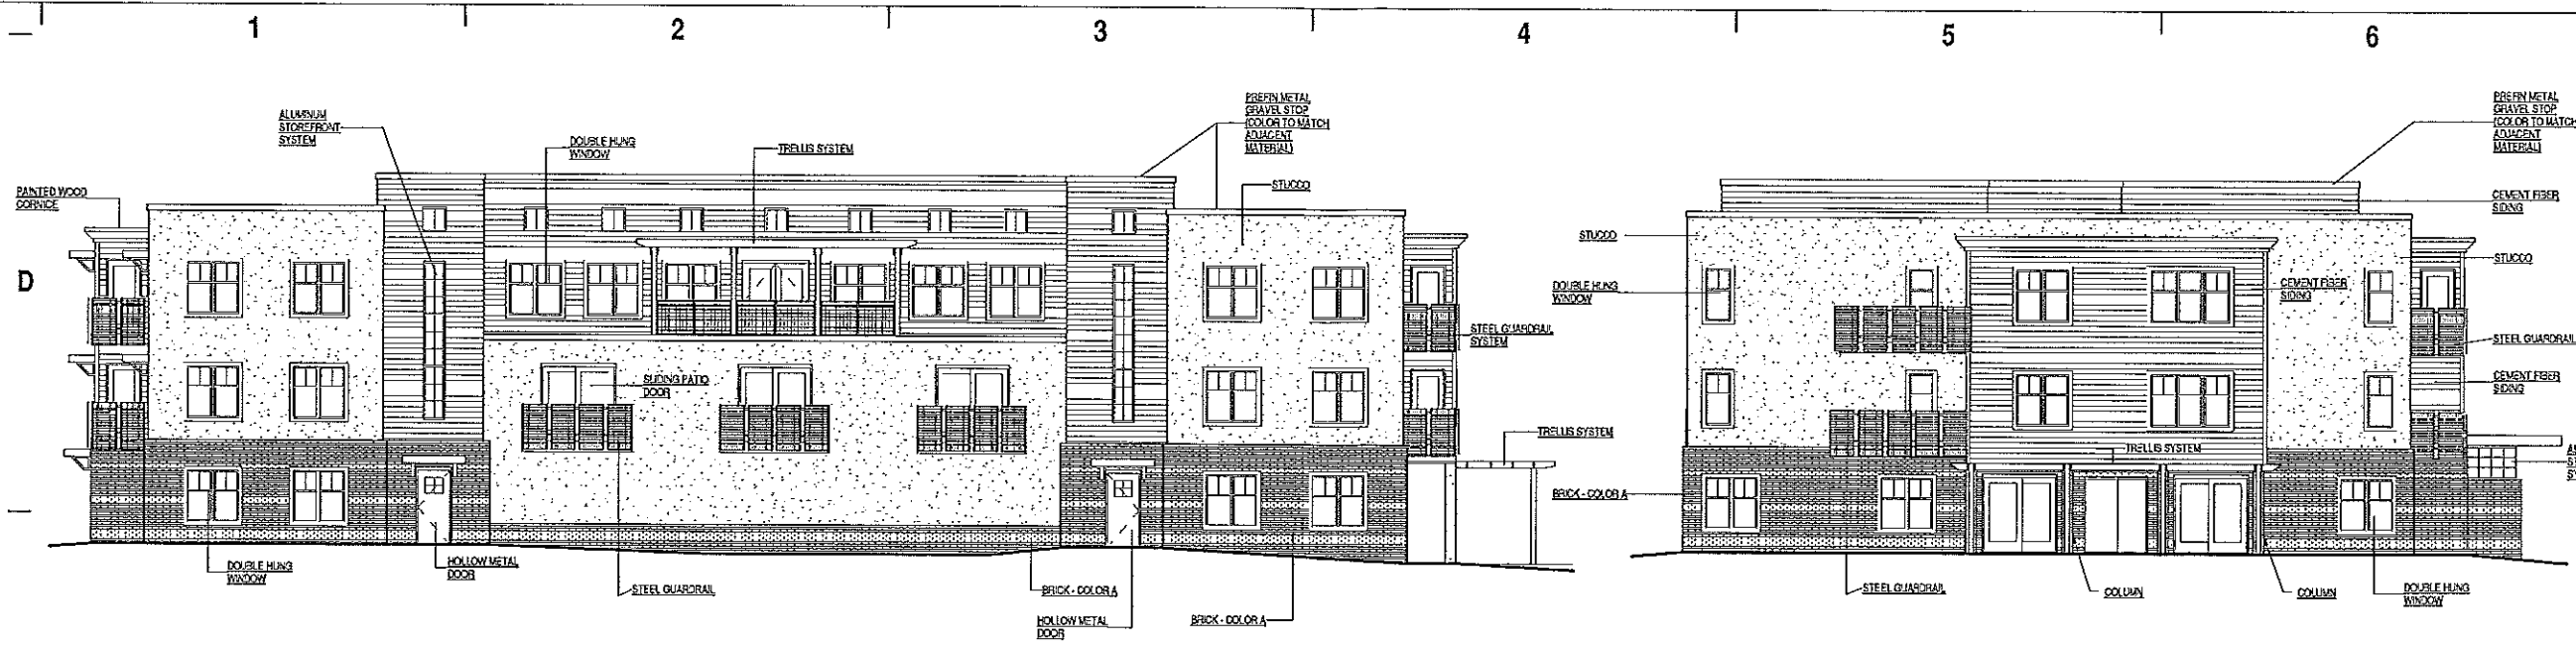 1
2
3
4
5
6
D
ALUMINUM
STOREFRONT
SYSTEM
DOUBLE HUNG
WINDOW
TRELLIS SYSTEM
PREFIN METAL
GRAVEL STOP
(COLOR TO MATCH
ADJACENT
MATERIAL)
STUCCO
PAINTED WOOD
CORNICE
SLIDING PATIO
DOOR
STEEL GUARDRAIL
SYSTEM
TRELLIS SYSTEM
DOUBLE HUNG
WINDOW
HOLLOW METAL
DOOR
STEEL GUARDRAIL
BRICK - COLOR A
HOLLOW METAL
DOOR
BRICK - COLOR A
PREFIN METAL
GRAVEL STOP
(COLOR TO MATCH
ADJACENT
MATERIAL)
CEMENT FIBER
SIDING
STUCCO
STUCCO
DOUBLE HUNG
WINDOW
CEMENT FIBER
SIDING
STEEL GUARDRAIL
CEMENT FIBER
SIDING
TRELLIS SYSTEM
BRICK - COLOR A
STEEL GUARDRAIL
COLUMN
COLUMN
DOUBLE HUNG
WINDOW